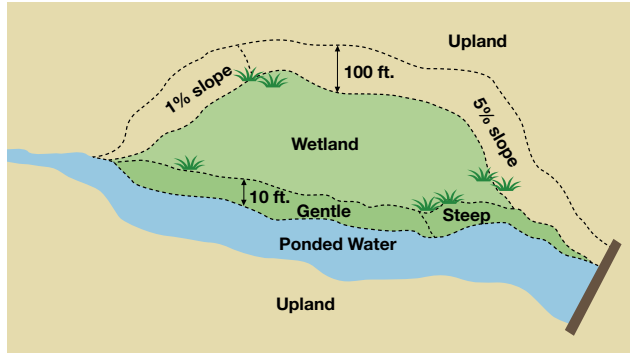 Upland
100 ft.
1% slope
5% slope
Wetland
10 ft.
Gentle
Steep
Ponded Water
Upland